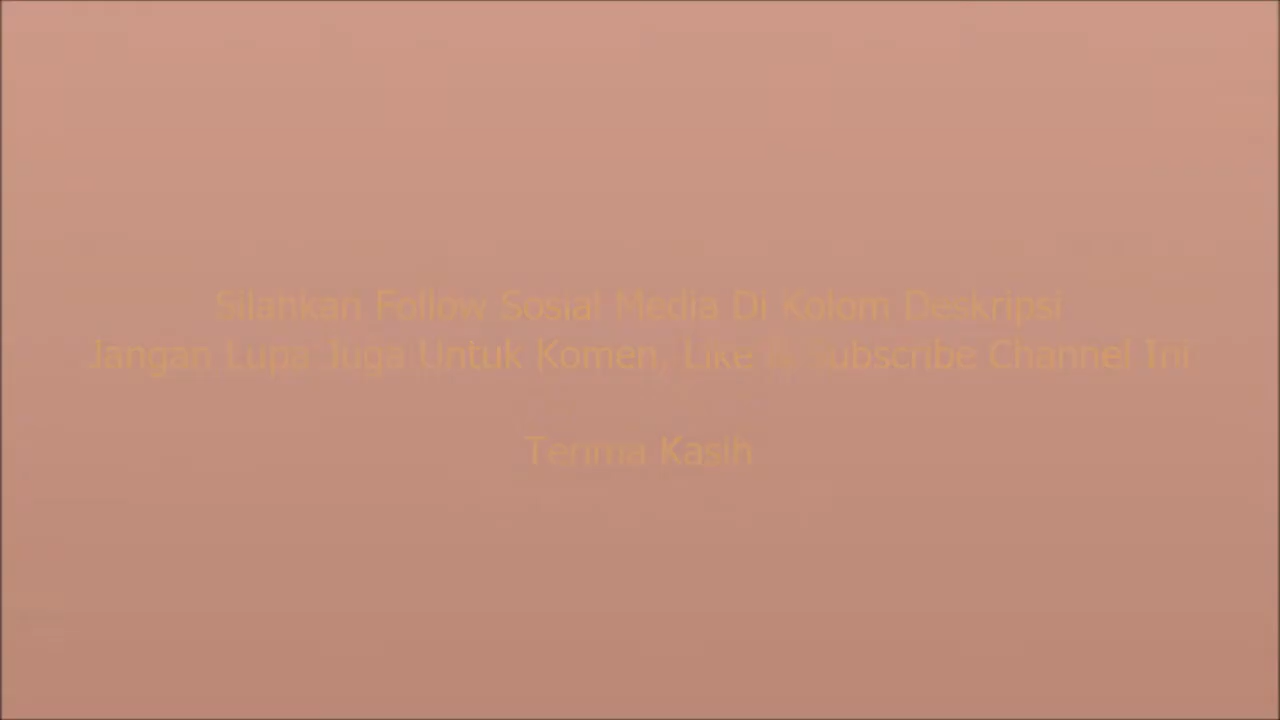 Silahkan Follow Sosial Media Di Kolom Deskripsi
Jangan Lupa Juga Untuk Komen, Like & Subscribe Channel Ini
Terima Kasih